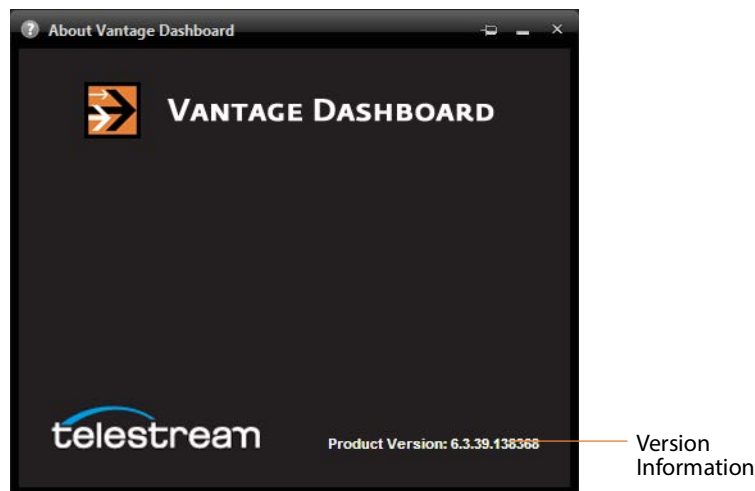 About Vantage Dashboard
VANTAGE DASHBOARD
telestream
Product Version: 6.3.39.138368
Version
Information